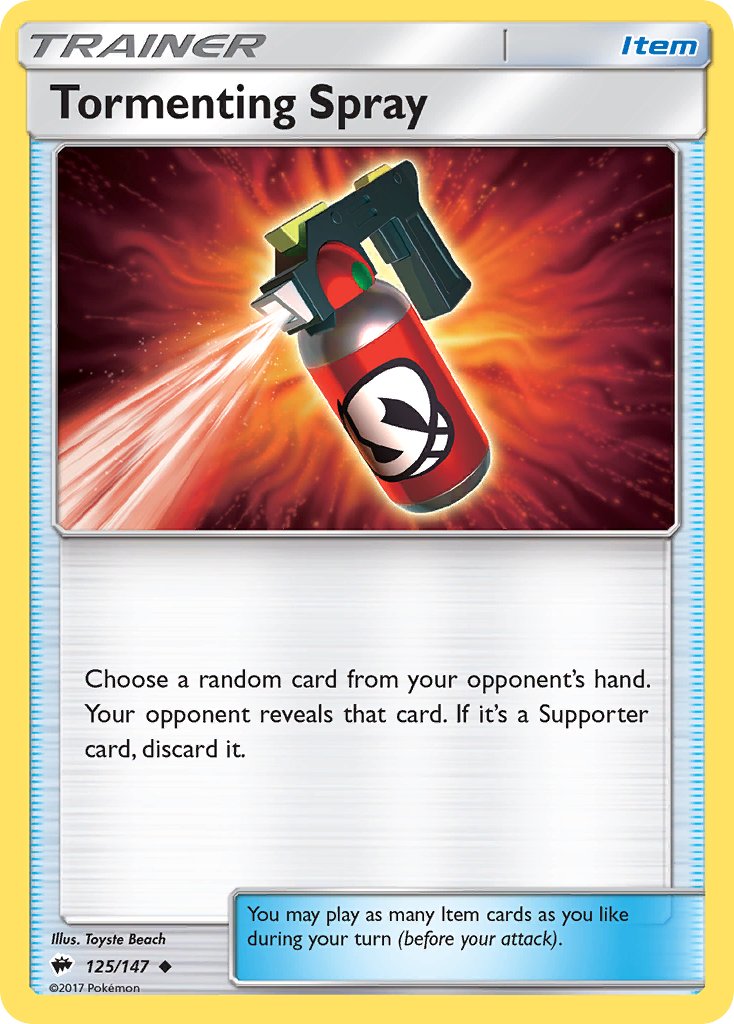 TRAINER
Item
Tormenting Spray
Choose a random card from your opponent's hand.
Your opponent reveals that card. If it's a Supporter
card, discard it.
You may play as many Item cards as you like
during your turn (before your attack).
Illus. Toyste Beach
125/147
©2017 Pokémon